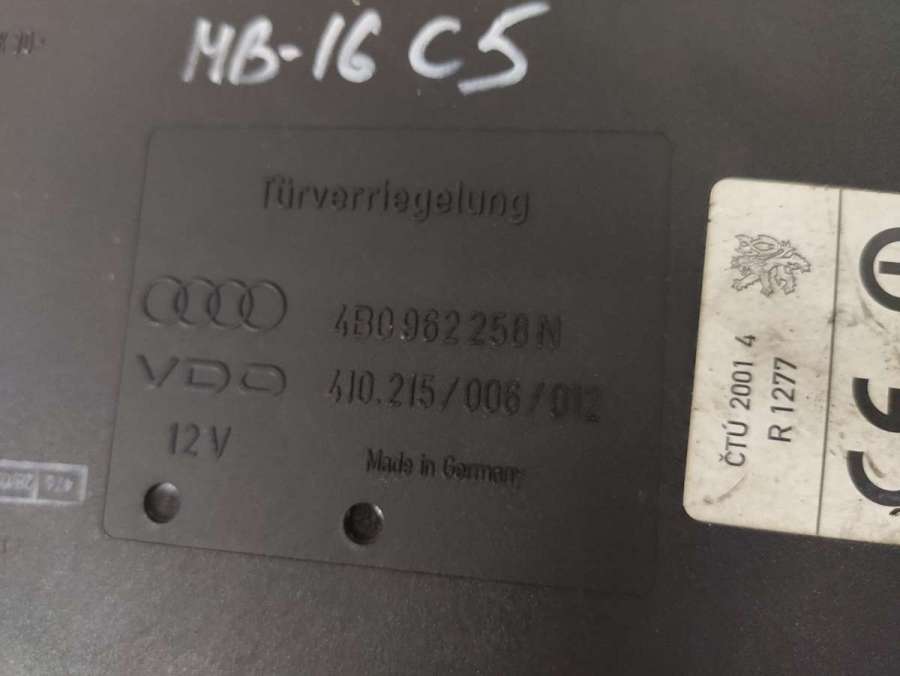 MB-16 C5
Türverriegelung
4B0 962 258 N
VDO
410.215/006/012
12 V
Made in Germany
ČTÚ 2001 4
R 1277
CE